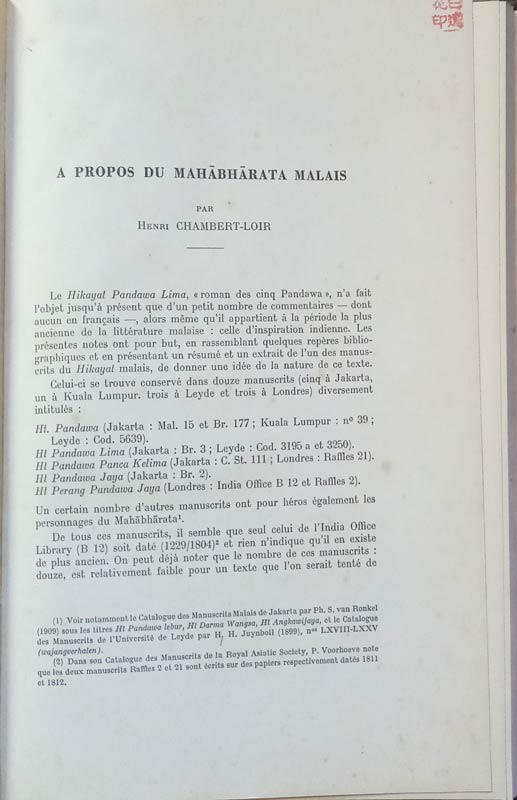 A PROPOS DU MAHĀBHĀRATA MALAIS
PAR
HENRI CHAMBERT-LOIR
Le Hikayal Pandawa Lima, « roman des cinq Pandawa », n'a fait
l'objet jusqu'à présent que d'un petit nombre de commentaires — dont
aucun en français —, alors même qu'il appartient à la période la plus
ancienne de la littérature malaise : celle d'inspiration indienne. Les
présentes notes ont pour but, en rassemblant quelques repères biblio-
graphiques et en présentant un résumé et un extrait de l'un des manus-
crits du Hikayal malais, de donner une idée de la nature de ce texte.
Celui-ci se trouve conservé dans douze manuscrits (cinq à Jakarta,
un à Kuala Lumpur. trois à Leyde et trois à Londres) diversement
intitulés :
Ht. Pandawa (Jakarta : Mal. 15 et Br. 177 ; Kuala Lumpur : nº 39 ;
Leyde : Cod. 5639).
Ht Pandawa Lima (Jakarta : Br. 3 ; Leyde : Cod. 3195 a et 3250).
Ht Pandawa Panca Kelima (Jakarta : C. St. 111 ; Londres : Raffles 21).
Ht Pandawa Jaya (Jakarta : Br. 2).
Ht Perang Pandawa Jaya (Londres : India Office B 12 et Raffles 2).
Un certain nombre d'autres manuscrits ont pour héros également les
personnages du Mahābhārata¹.
De tous ces manuscrits, il semble que seul celui de l'India Office
Library (B 12) soit daté (1229/1804)² et rien n'indique qu'il en existe
de plus ancien. On peut déjà noter que le nombre de ces manuscrits :
douze, est relativement faible pour un texte que l'on serait tenté de
(1) Voir notamment le Catalogue des Manuscrits Malais de Jakarta par Ph. S. van Ronkel
(1909) sous les titres Ht Pandawa lebur, Ht Darma Wangsa, Ht Angkawijaya, et le Catalogue
des Manuscrits de l'Université de Leyde par H. H. Juynboll (1899), nºˢ LXVIII-LXXV
(wajangverhalen).
(2) Dans son Catalogue des Manuscrits de la Royal Asiatic Society, P. Voorhoeve note
que les deux manuscrits Raffles 2 et 21 sont écrits sur des papiers respectivement datés 1811
et 1812.